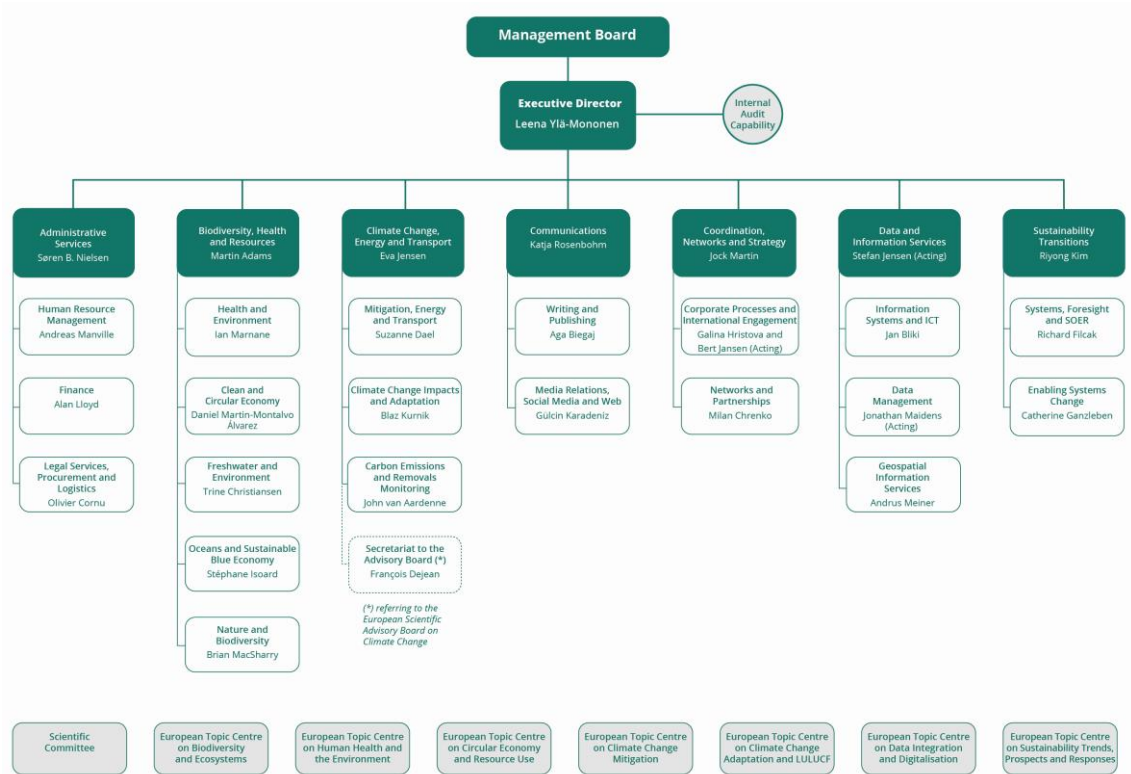 Management Board
Executive Director
Leena Ylä-Mononen
Internal
Audit
Capability
Administrative
Services
Søren B. Nielsen
Biodiversity, Health
and Resources
Martin Adams
Climate Change,
Energy and Transport
Eva Jensen
Communications
Katja Rosenbohm
Coordination,
Networks and Strategy
Jock Martin
Data and
Information Services
Stefan Jensen (Acting)
Sustainability
Transitions
Riyong Kim
Human Resource
Management
Andreas Manville
Finance
Alan Lloyd
Legal Services,
Procurement and
Logistics
Olivier Cornu
Health and
Environment
Ian Marnane
Clean and
Circular Economy
Daniel Martin-Montalvo
Álvarez
Freshwater and
Environment
Trine Christiansen
Oceans and Sustainable
Blue Economy
Stéphane Isoard
Nature and
Biodiversity
Brian MacSharry
Mitigation, Energy
and Transport
Suzanne Dael
Climate Change Impacts
and Adaptation
Blaz Kurnik
Carbon Emissions
and Removals
Monitoring
John van Aardenne
Secretariat to the
Advisory Board (*)
François Dejean
(*) referring to the
European Scientific
Advisory Board on
Climate Change
Writing and
Publishing
Aga Biegaj
Media Relations,
Social Media and Web
Gülcin Karadeniz
Corporate Processes and
International Engagement
Galina Hristova and
Bert Jansen (Acting)
Networks and
Partnerships
Milan Chrenko
Information
Systems and ICT
Jan Bliki
Data
Management
Jonathan Maidens
(Acting)
Geospatial
Information
Services
Andrus Meiner
Systems, Foresight
and SOER
Richard Filcak
Enabling Systems
Change
Catherine Ganzleben
Scientific
Committee
European Topic Centre
on Biodiversity
and Ecosystems
European Topic Centre
on Human Health and
the Environment
European Topic Centre
on Circular Economy
and Resource Use
European Topic Centre
on Climate Change
Mitigation
European Topic Centre
on Climate Change
Adaptation and LULUCF
European Topic Centre
on Data Integration
and Digitalisation
European Topic Centre
on Sustainability Trends,
Prospects and Responses